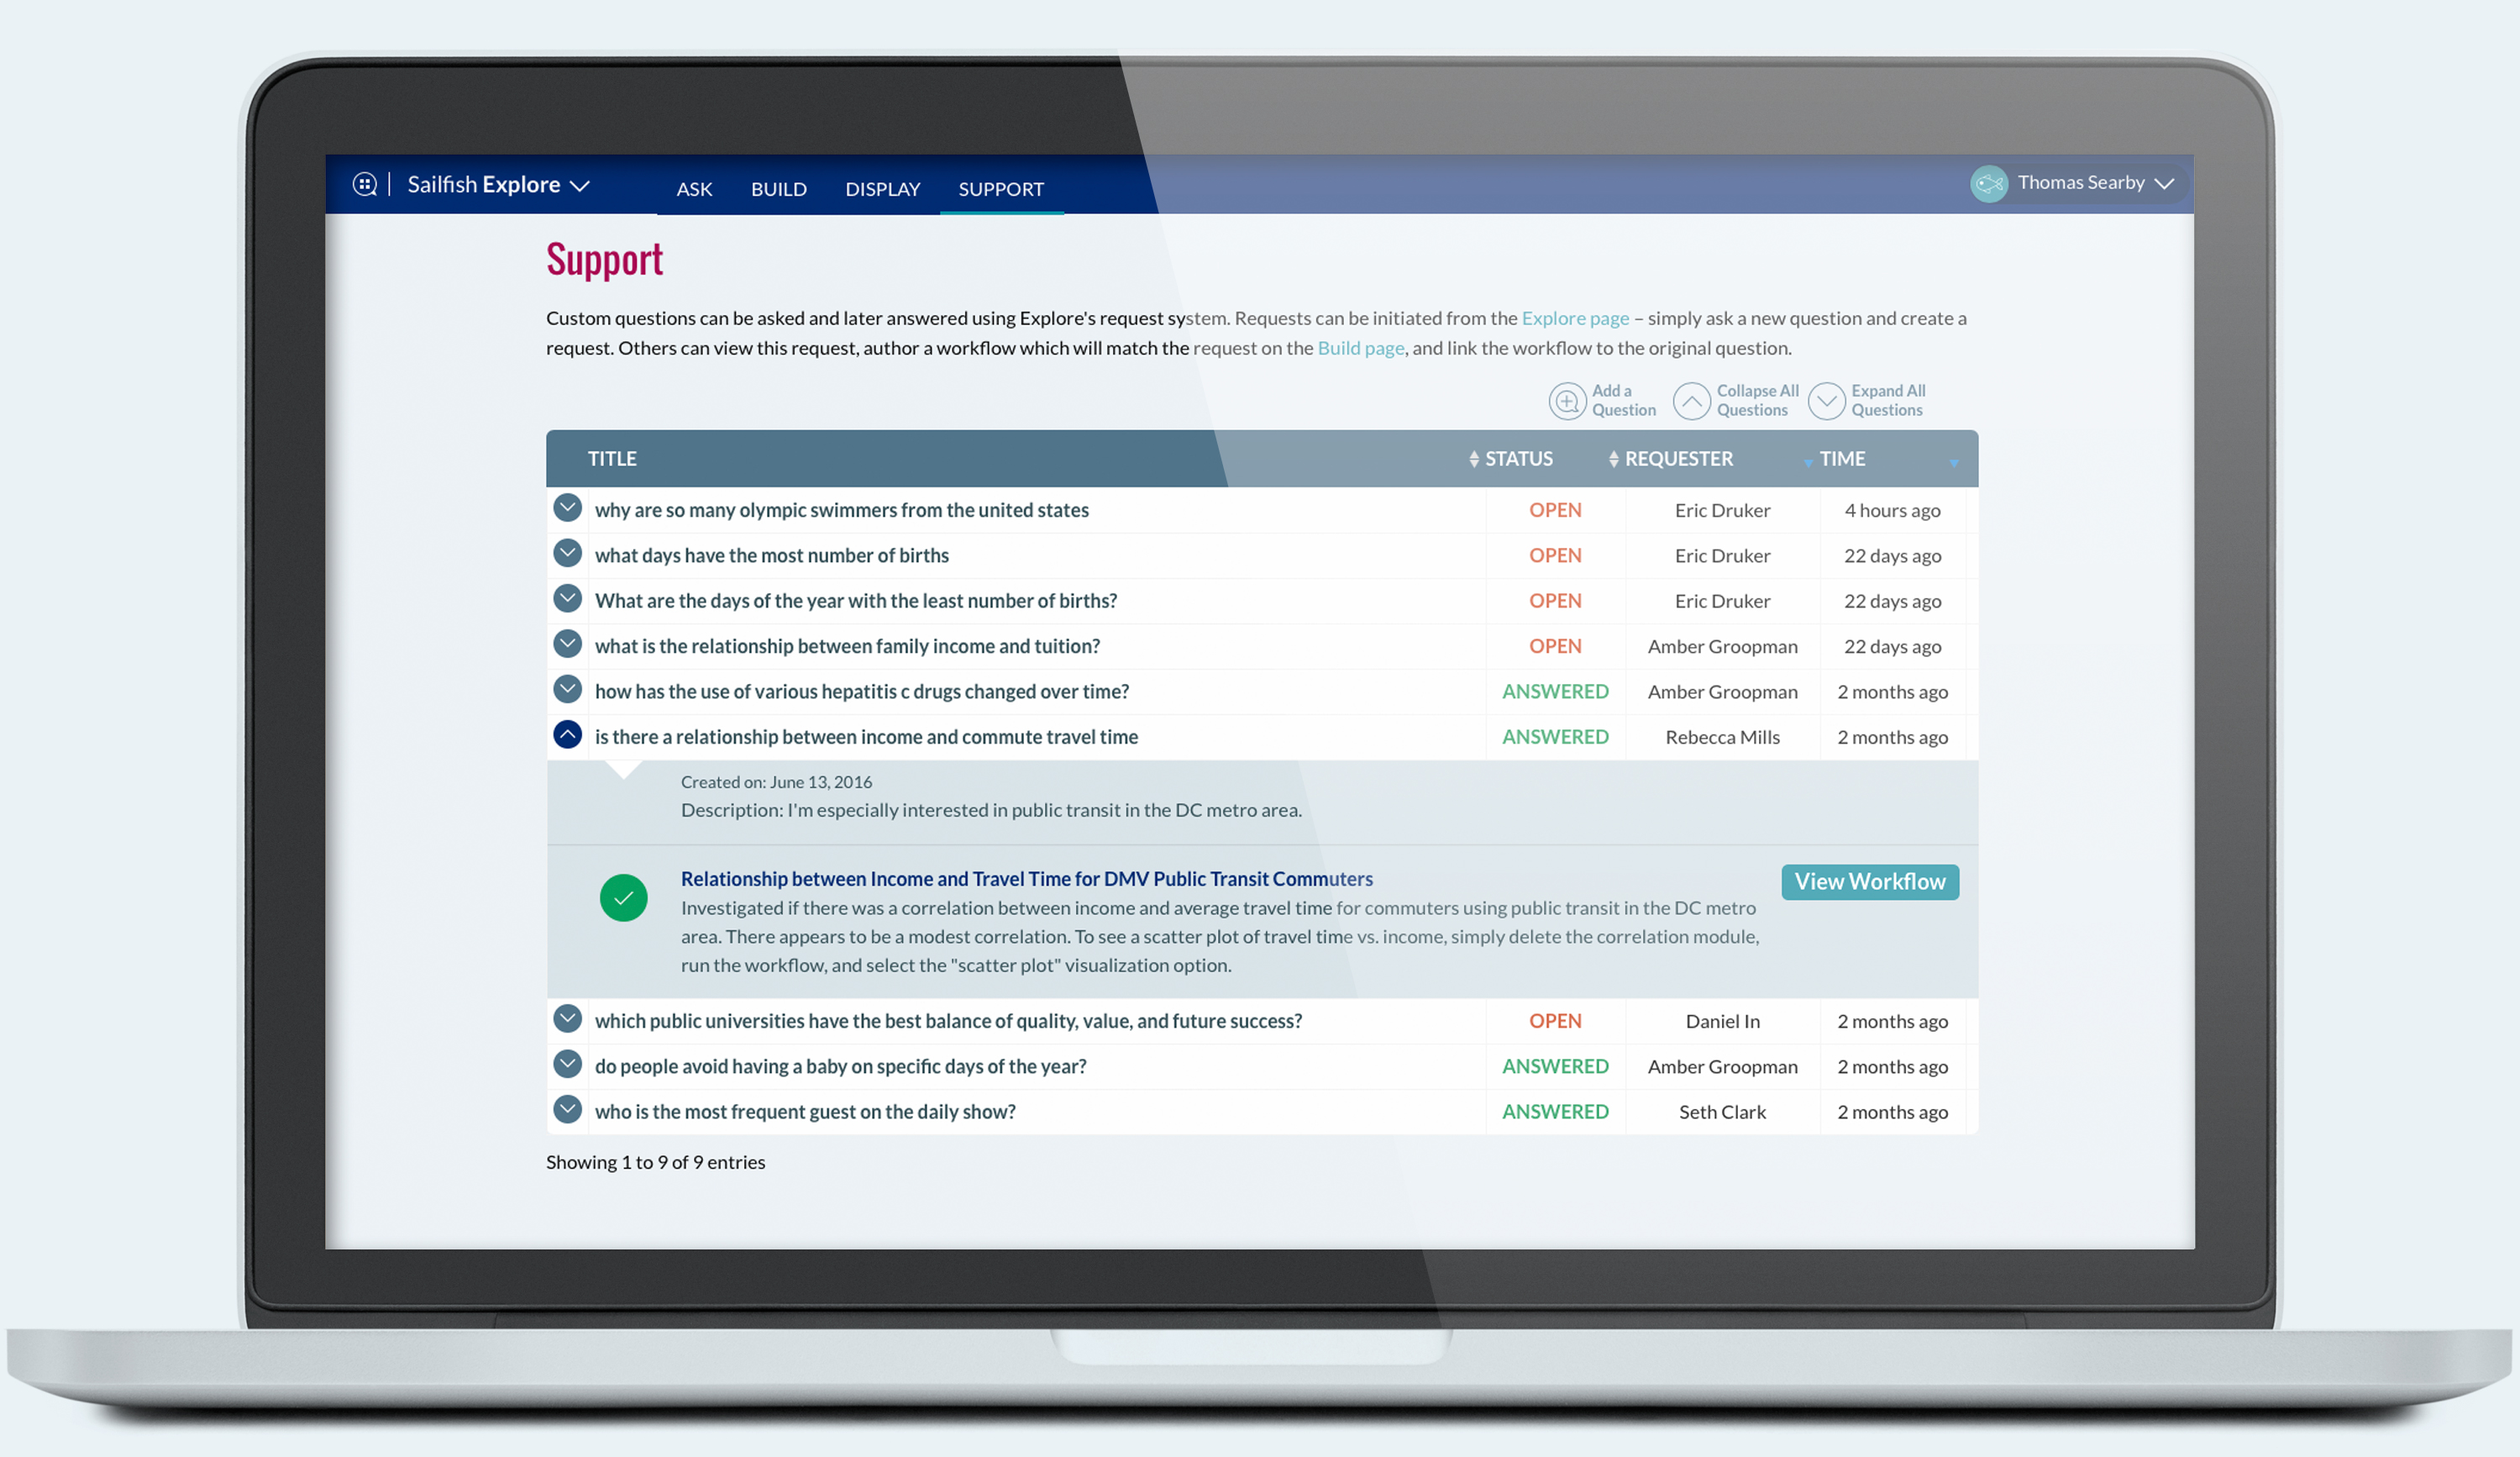 Sailfish Explore ASK BUILD DISPLAY SUPPORT Thomas Searby
Support
Custom questions can be asked and later answered using Explore's request system. Requests can be initiated from the Explore page – simply ask a new question and create a
request. Others can view this request, author a workflow which will match the request on the Build page, and link the workflow to the original question.
Add a Collapse All Expand All
Question Questions Questions
TITLE STATUS REQUESTER TIME
why are so many olympic swimmers from the united states OPEN Eric Druker 4 hours ago
what days have the most number of births OPEN Eric Druker 22 days ago
What are the days of the year with the least number of births? OPEN Eric Druker 22 days ago
what is the relationship between family income and tuition? OPEN Amber Groopman 22 days ago
how has the use of various hepatitis c drugs changed over time? ANSWERED Amber Groopman 2 months ago
is there a relationship between income and commute travel time ANSWERED Rebecca Mills 2 months ago
Created on: June 13, 2016
Description: I'm especially interested in public transit in the DC metro area.
Relationship between Income and Travel Time for DMV Public Transit Commuters View Workflow
Investigated if there was a correlation between income and average travel time for commuters using public transit in the DC metro
area. There appears to be a modest correlation. To see a scatter plot of travel time vs. income, simply delete the correlation module,
run the workflow, and select the "scatter plot" visualization option.
which public universities have the best balance of quality, value, and future success? OPEN Daniel In 2 months ago
do people avoid having a baby on specific days of the year? ANSWERED Amber Groopman 2 months ago
who is the most frequent guest on the daily show? ANSWERED Seth Clark 2 months ago
Showing 1 to 9 of 9 entries